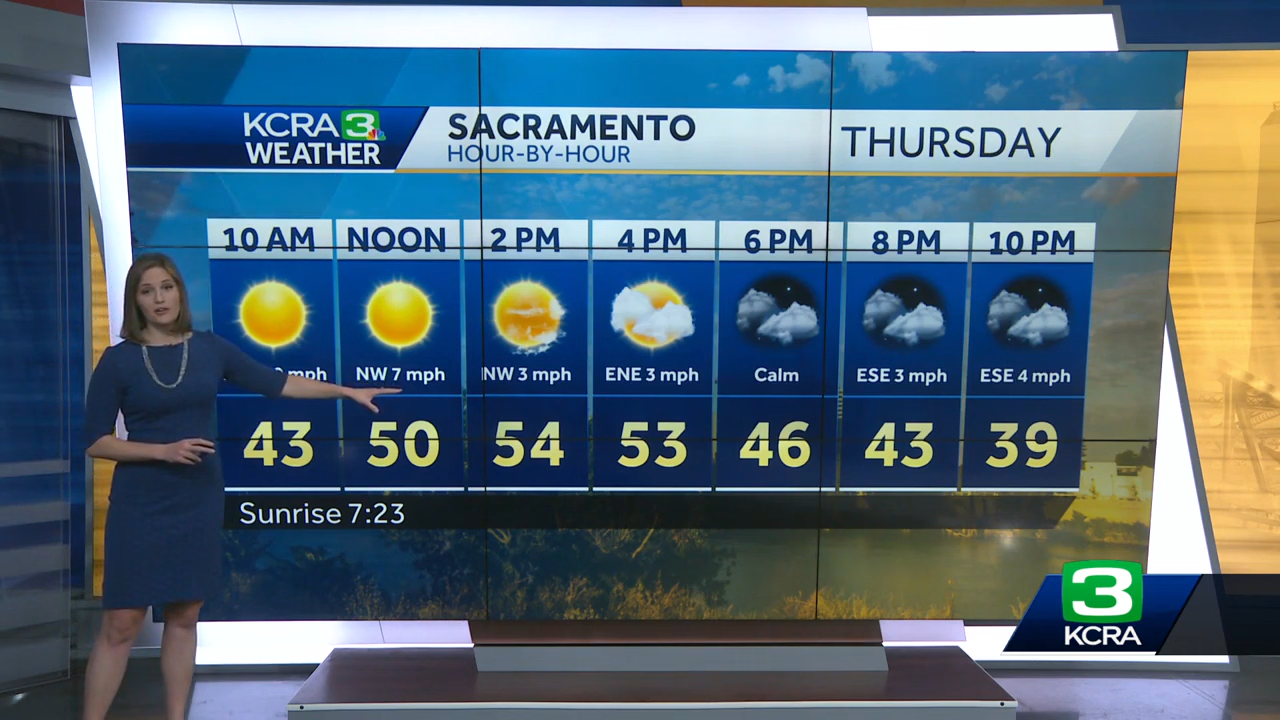 KCRA 3
WEATHER
SACRAMENTO
HOUR-BY-HOUR
THURSDAY
10 AM NOON 2 PM 4 PM 6 PM 8 PM 10 PM
mph NW 7 mph NW 3 mph ENE 3 mph Calm ESE 3 mph ESE 4 mph
43 50 54 53 46 43 39
Sunrise 7:23
3
KCRA